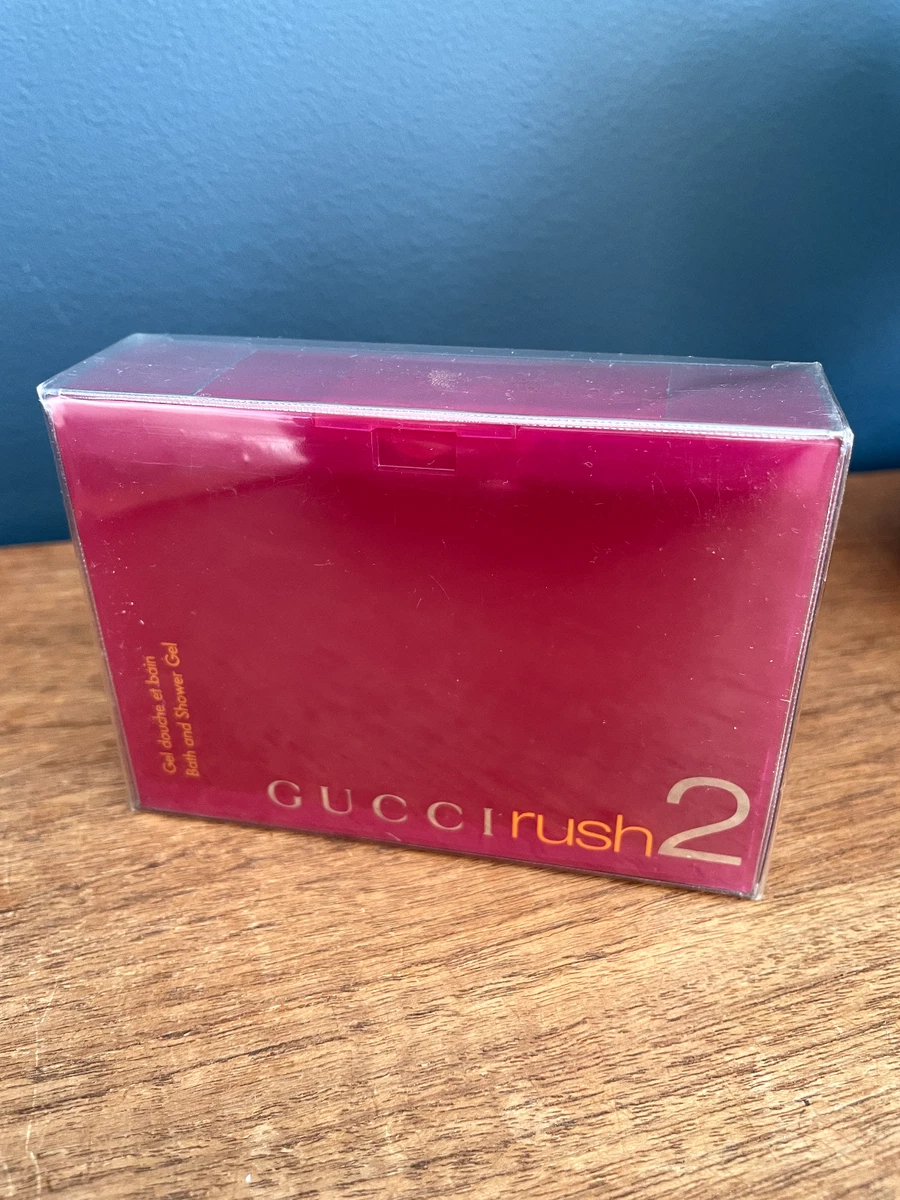 Gel douche et bain
Bath and Shower Gel
GUCCI rush 2